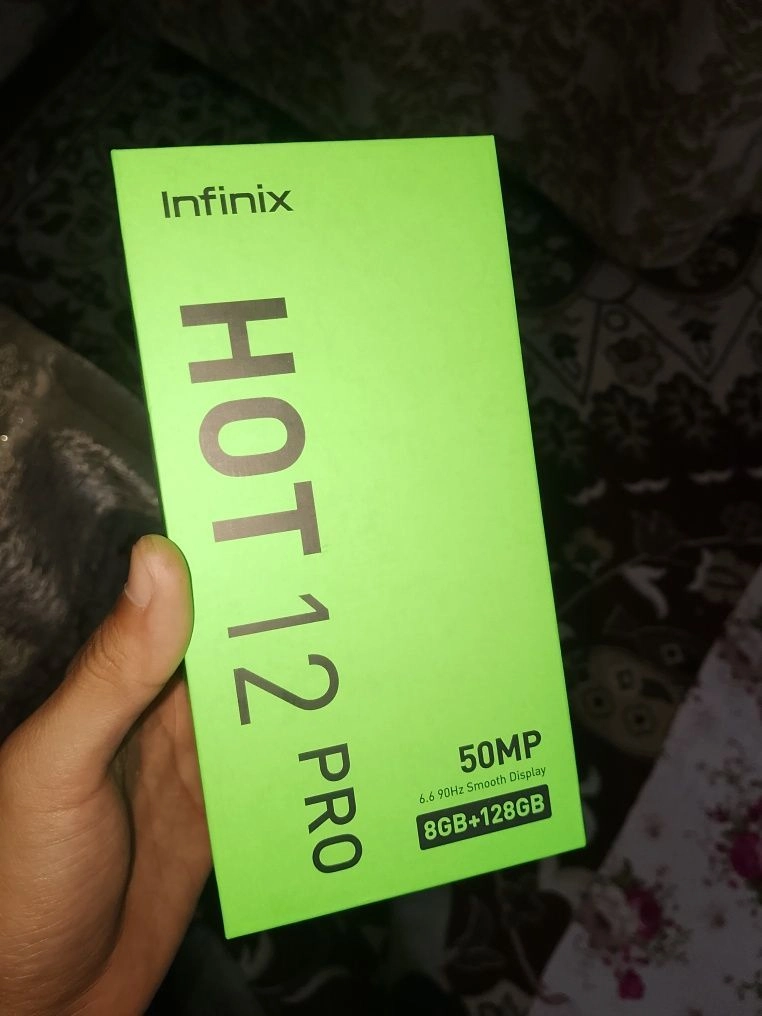 Infinix
HOT 12 PRO
50MP
6.6 90Hz Smooth Display
8GB+128GB